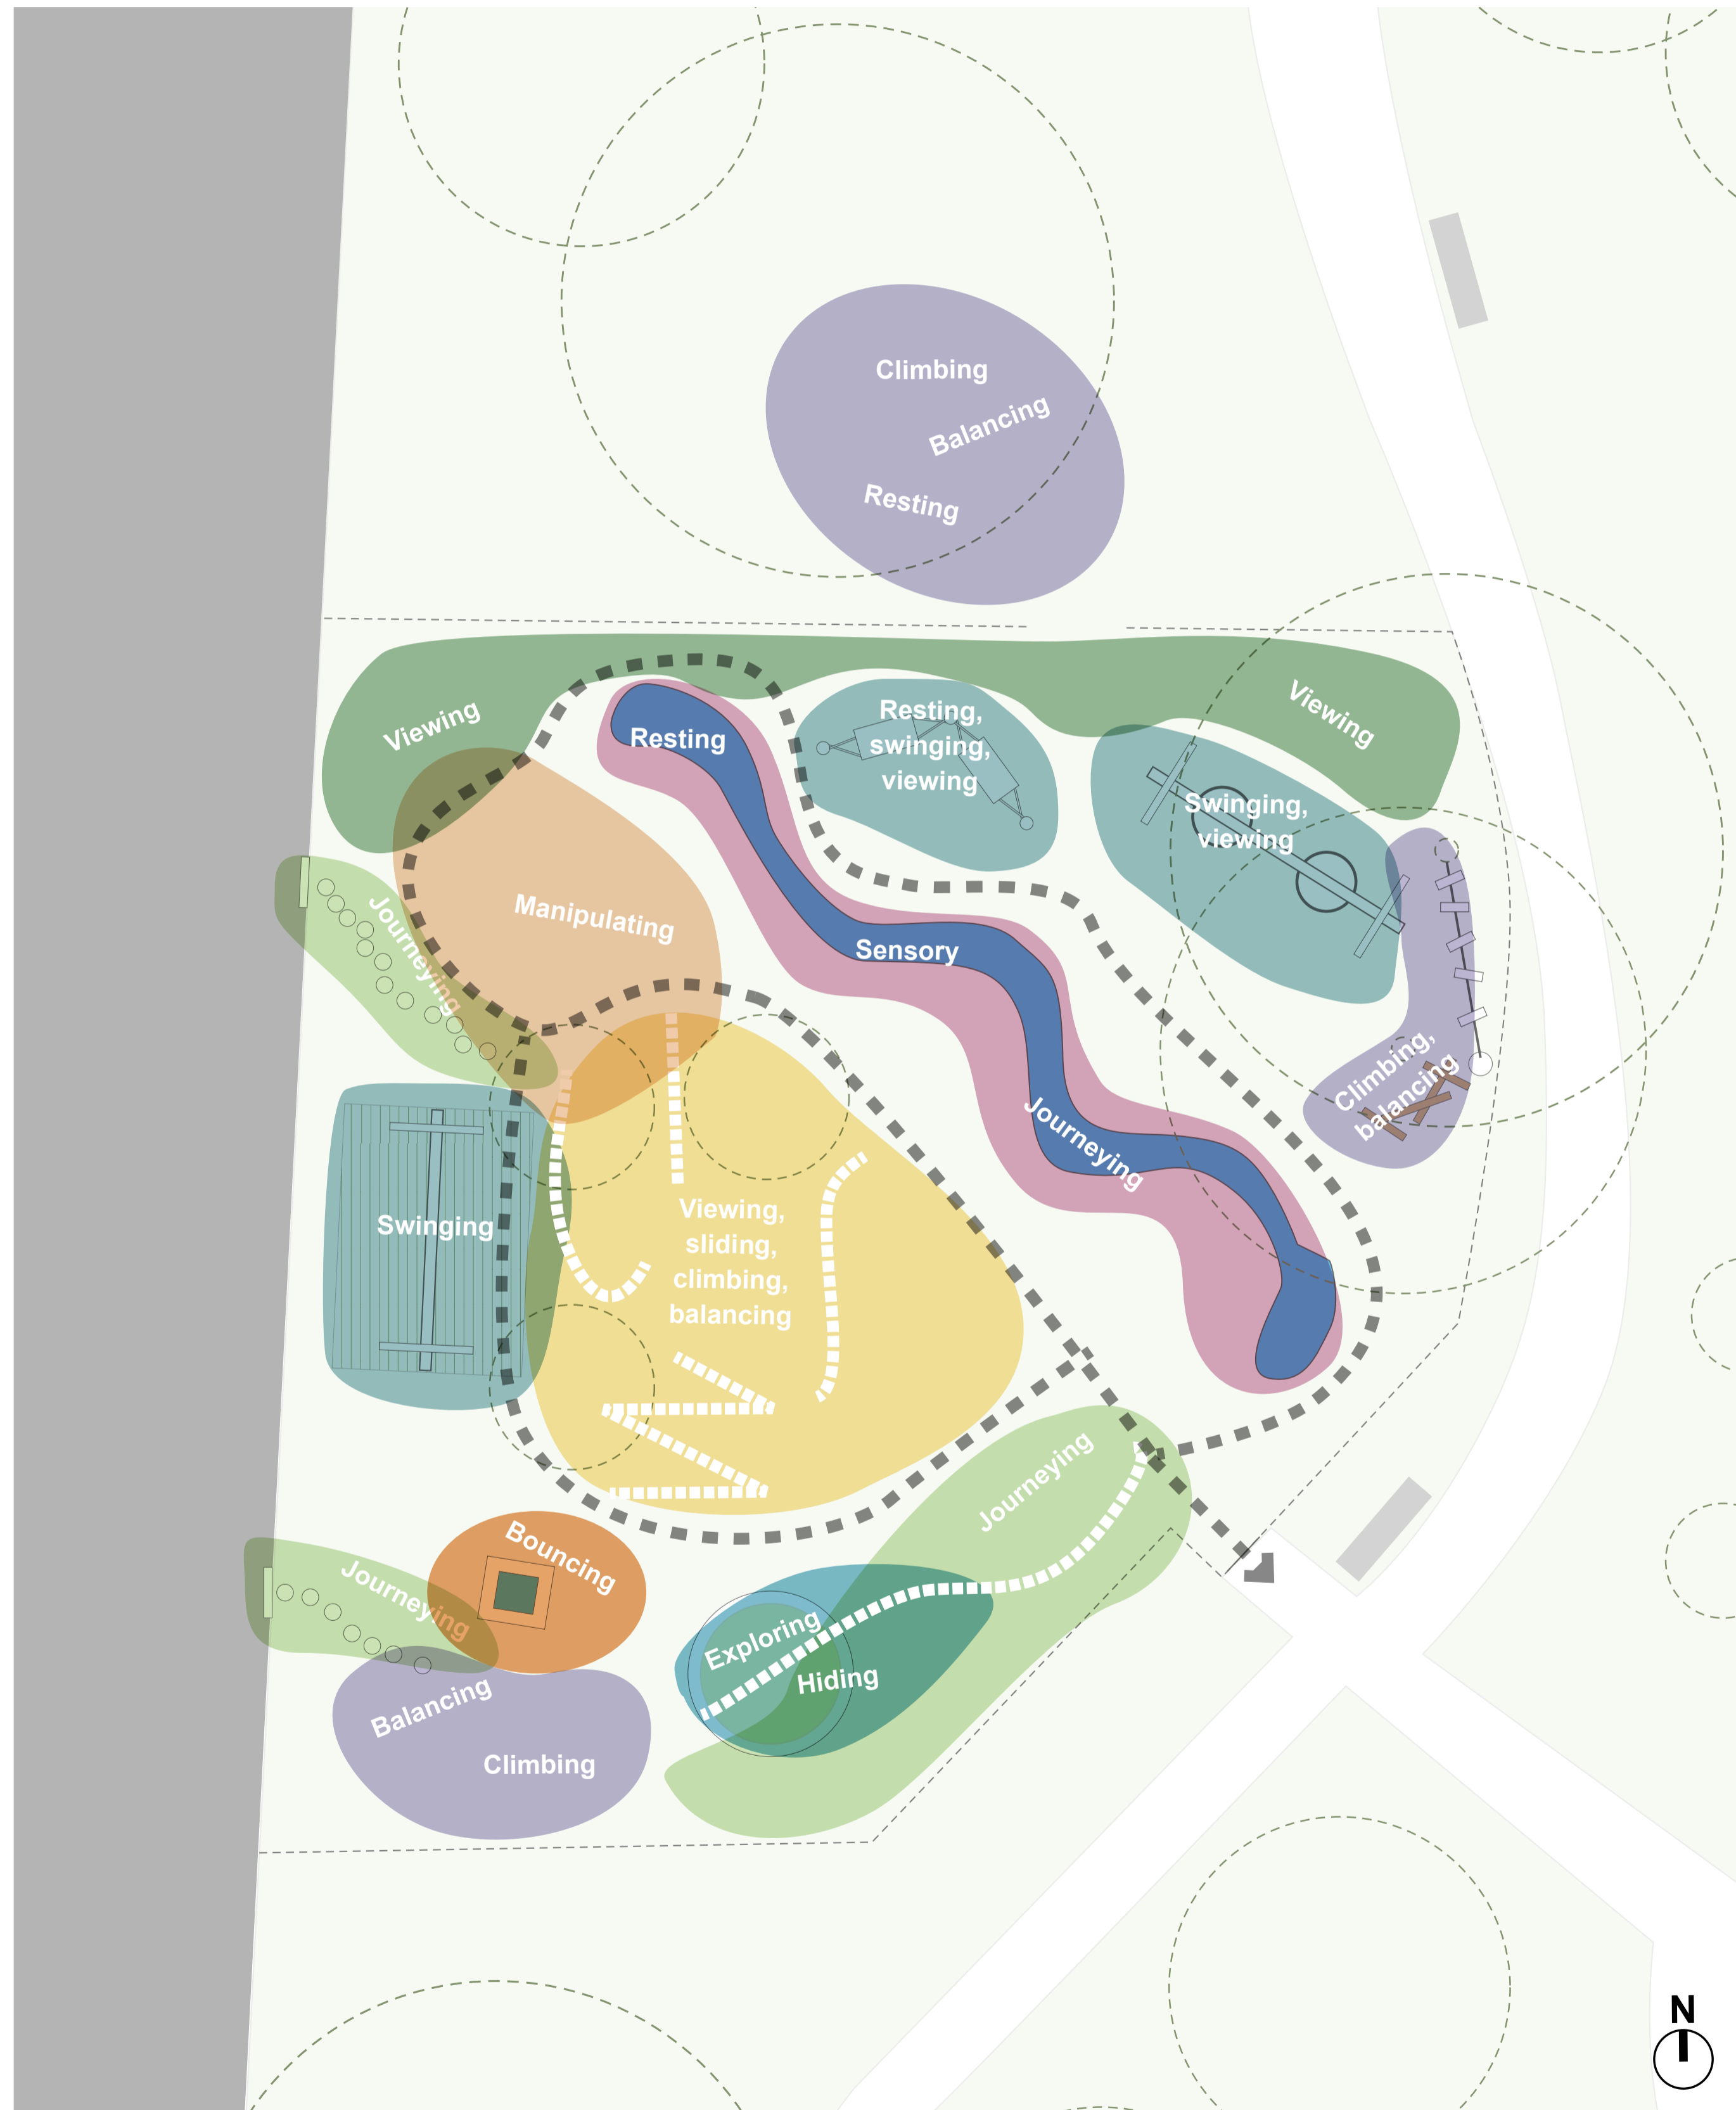 Climbing
Balancing
Resting
Viewing
Viewing
Resting
Resting,
swinging,
viewing
Swinging,
viewing
Manipulating
Journeying
Sensory
Climbing,
balancing
Journeying
Swinging
Viewing,
sliding,
climbing,
balancing
Journeying
Bouncing
Journeying
Exploring
Hiding
Balancing
Climbing
N